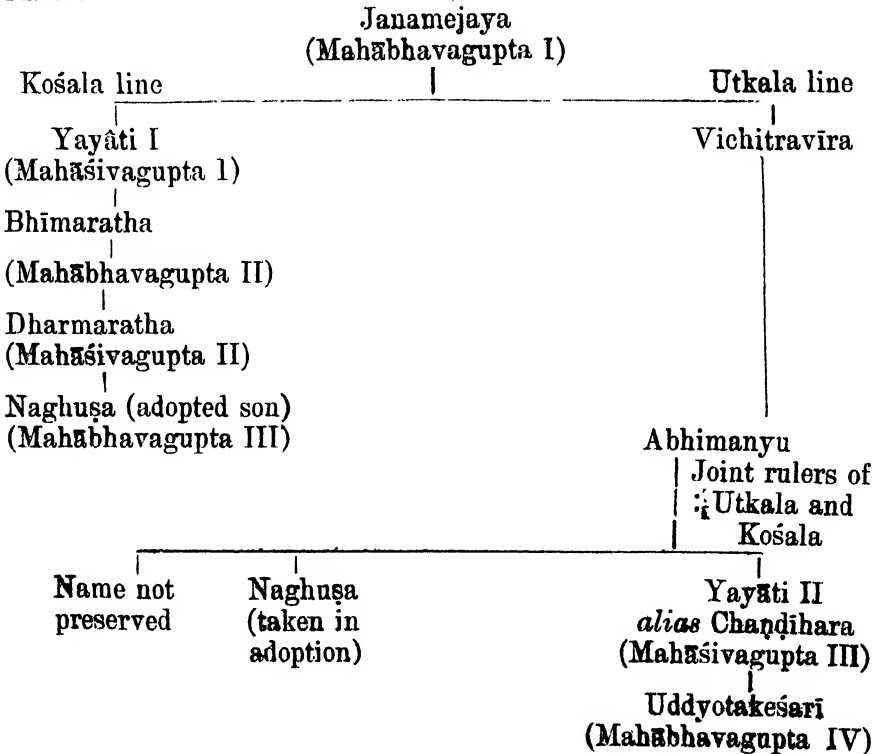 Janamejaya
(Mahābhavagupta I)
Kośala line
Utkala line
Yayâti I
(Mahāśivagupta 1)
Vichitravīra
Bhīmaratha
(Mahābhavagupta II)
Dharmaratha
(Mahāśivagupta II)
Naghuṣa (adopted son)
(Mahābhavagupta III)
Abhimanyu
Joint rulers of
Utkala and
Kośala
Name not
preserved
Naghuṣa
(taken in
adoption)
Yayāti II
alias Chaṇḍīhara
(Mahāśivagupta III)
Uddyotakeśarī
(Mahābhavagupta IV)